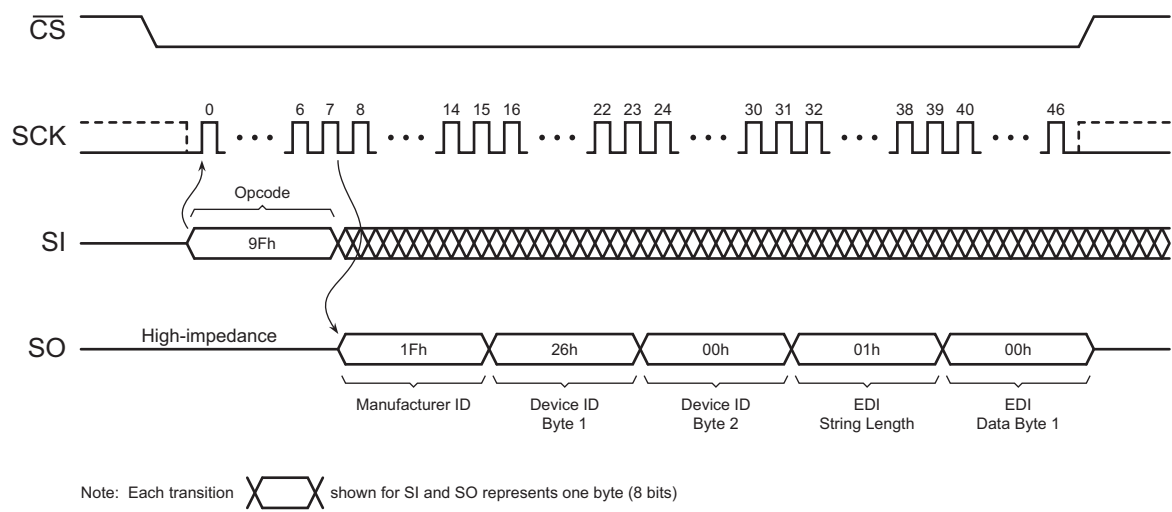 CS
SCK
0 6 7 8 14 15 16 22 23 24 30 31 32 38 39 40 46
Opcode
SI
9Fh
High-impedance
SO
1Fh 26h 00h 01h 00h
Manufacturer ID Device ID Device ID EDI EDI
Byte 1 Byte 2 String Length Data Byte 1
Note: Each transition shown for SI and SO represents one byte (8 bits)